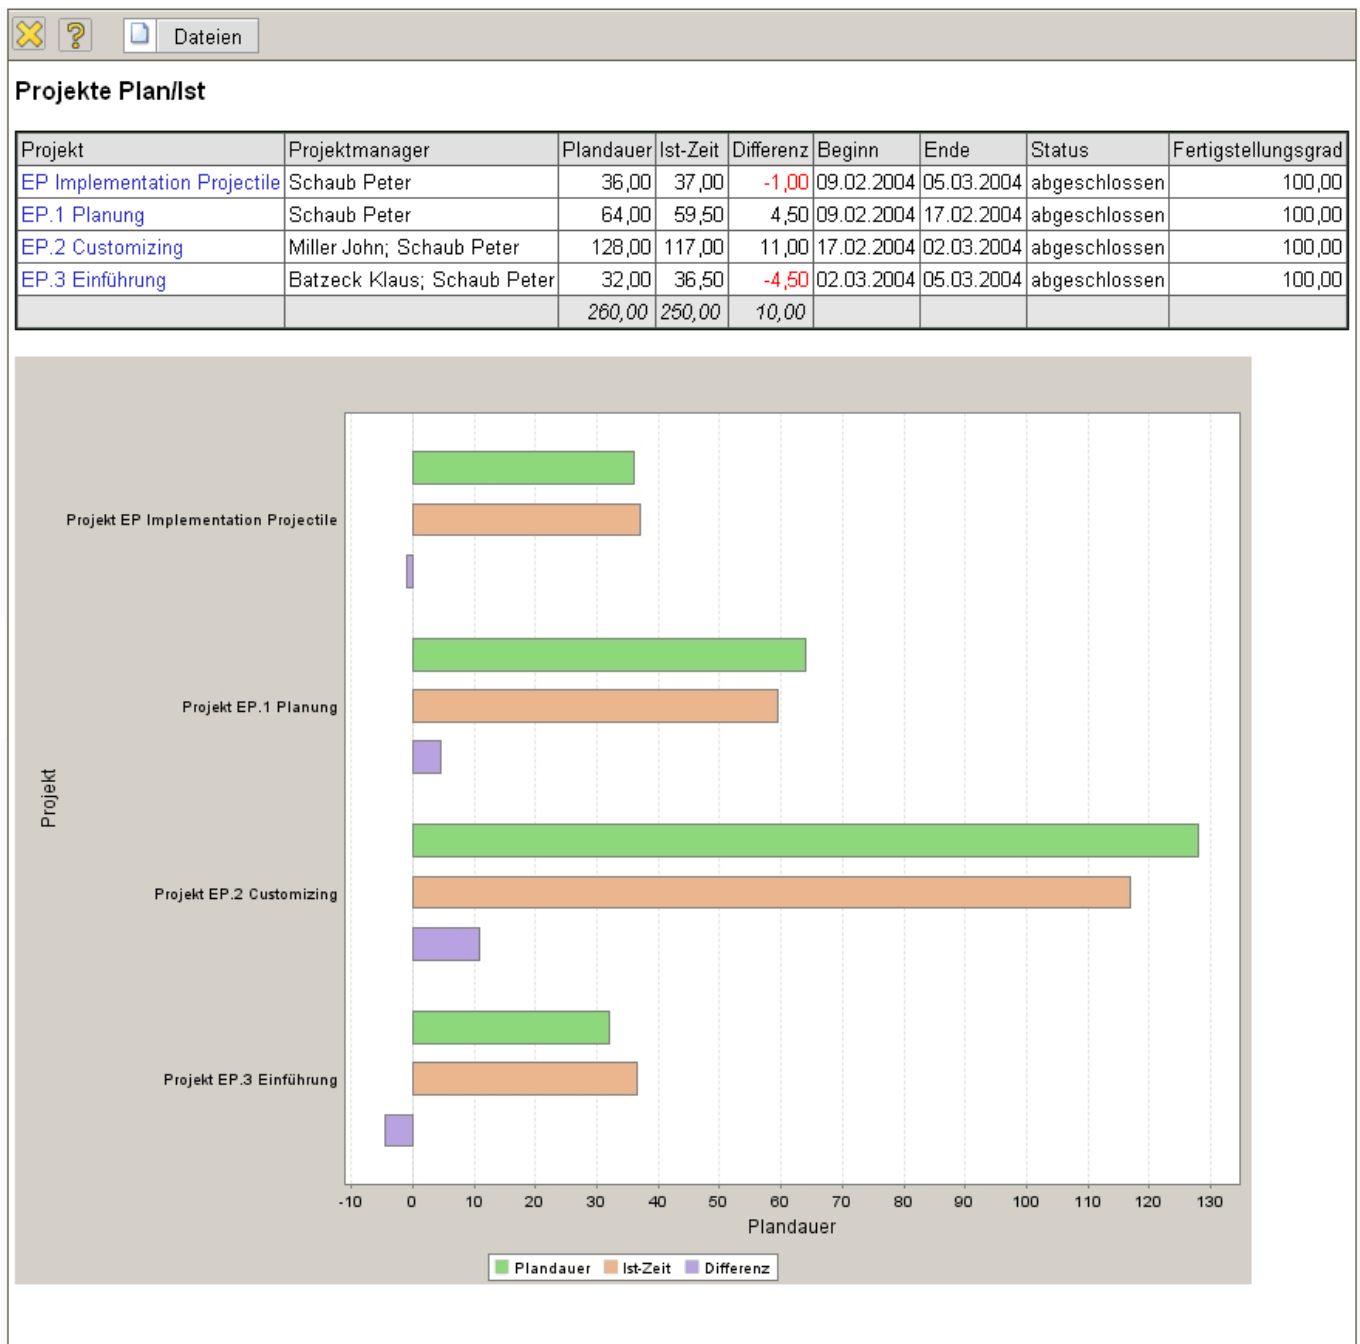 Dateien
Projekte Plan/Ist
Projekt Projektmanager Plandauer Ist-Zeit Differenz Beginn Ende Status Fertigstellungsgrad
EP Implementation Projectile Schaub Peter 36,00 37,00 -1,00 09.02.2004 05.03.2004 abgeschlossen 100,00
EP.1 Planung Schaub Peter 64,00 59,50 4,50 09.02.2004 17.02.2004 abgeschlossen 100,00
EP.2 Customizing Miller John; Schaub Peter 128,00 117,00 11,00 17.02.2004 02.03.2004 abgeschlossen 100,00
EP.3 Einführung Batzeck Klaus; Schaub Peter 32,00 36,50 -4,50 02.03.2004 05.03.2004 abgeschlossen 100,00
260,00 250,00 10,00
Projekt EP Implementation Projectile
Projekt EP.1 Planung
Projekt
Projekt EP.2 Customizing
Projekt EP.3 Einführung
-10 0 10 20 30 40 50 60 70 80 90 100 110 120 130
Plandauer
Plandauer Ist-Zeit Differenz